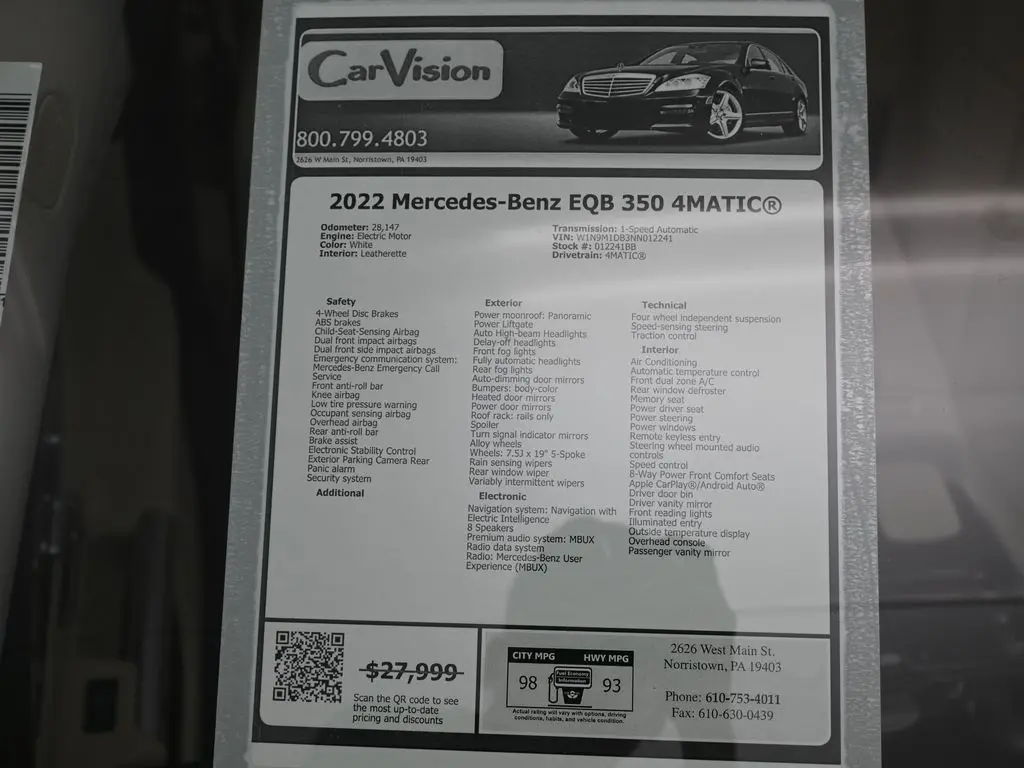 CarVision
800.799.4803
2626 W Main St, Norristown, PA 19403
2022 Mercedes-Benz EQB 350 4MATIC®
Odometer: 28,147
Engine: Electric Motor
Color: White
Interior: Leatherette
Transmission: 1-Speed Automatic
VIN: W1N9M1DB3NN012241
Stock #: 012241BB
Drivetrain: 4MATIC®
Safety
4-Wheel Disc Brakes
ABS brakes
Child-Seat-Sensing Airbag
Dual front impact airbags
Dual front side impact airbags
Emergency communication system:
Mercedes-Benz Emergency Call
Service
Front anti-roll bar
Knee airbag
Low tire pressure warning
Occupant sensing airbag
Overhead airbag
Rear anti-roll bar
Brake assist
Electronic Stability Control
Exterior Parking Camera Rear
Panic alarm
Security system
Additional
Exterior
Power moonroof: Panoramic
Power Liftgate
Auto High-beam Headlights
Delay-off headlights
Front fog lights
Fully automatic headlights
Rear fog lights
Auto-dimming door mirrors
Bumpers: body-color
Heated door mirrors
Power door mirrors
Roof rack: rails only
Spoiler
Turn signal indicator mirrors
Alloy wheels
Wheels: 7.5J x 19" 5-Spoke
Rain sensing wipers
Rear window wiper
Variably intermittent wipers
Electronic
Navigation system: Navigation with
Electric Intelligence
8 Speakers
Premium audio system: MBUX
Radio data system
Radio: Mercedes-Benz User
Experience (MBUX)
Technical
Four wheel independent suspension
Speed-sensing steering
Traction control
Interior
Air Conditioning
Automatic temperature control
Front dual zone A/C
Rear window defroster
Memory seat
Power driver seat
Power steering
Power windows
Remote keyless entry
Steering wheel mounted audio
controls
Speed control
8-Way Power Front Comfort Seats
Apple CarPlay®/Android Auto®
Driver door bin
Driver vanity mirror
Front reading lights
Illuminated entry
Outside temperature display
Overhead console
Passenger vanity mirror
$27,999
Scan the QR code to see
the most up-to-date
pricing and discounts
CITY MPG
HWY MPG
98
Fuel Economy
Information
93
Actual rating will vary with options, driving
conditions, habits, and vehicle condition.
2626 West Main St.
Norristown, PA 19403
Phone: 610-753-4011
Fax: 610-630-0439